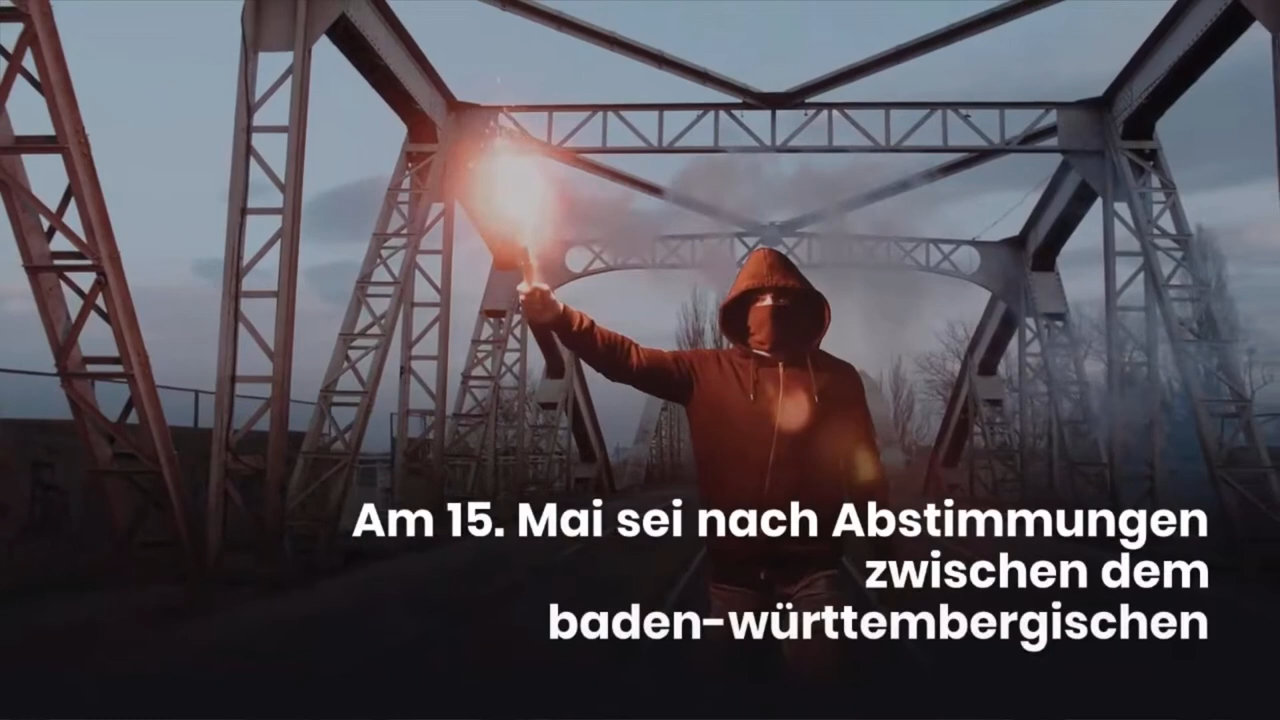 Am 15. Mai sei nach Abstimmungen
zwischen dem
baden-württembergischen